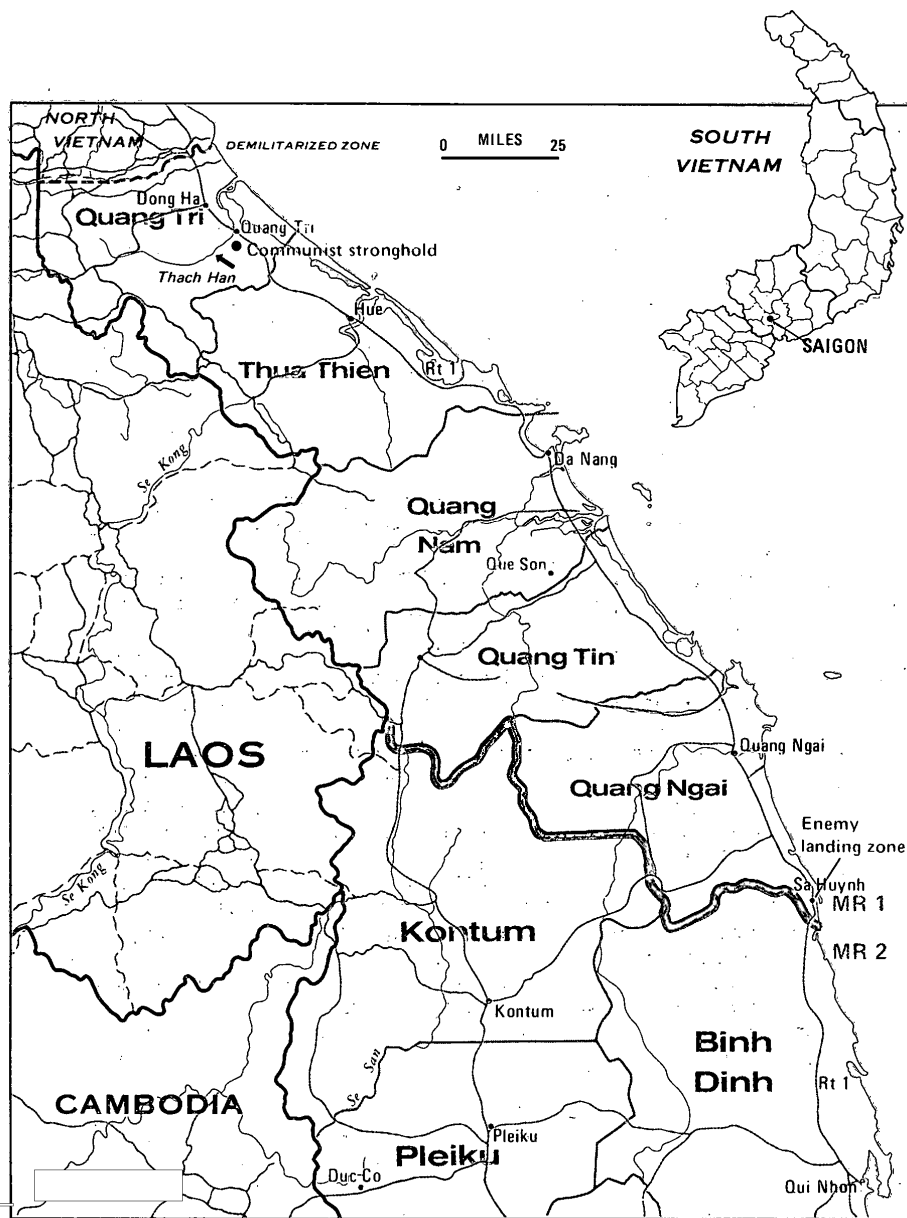 NORTH
VIETNAM
DEMILITARIZED ZONE
0 MILES 25
SOUTH
VIETNAM
SAIGON
Dong Ha
Quang Tri
Quang Tri
Communist stronghold
Thach Han
Hue
Thua Thien
Rt 1
Se Kong
Da Nang
Quang
Nam
Que Son
Quang Tin
LAOS
Quang Ngai
Quang Ngai
Enemy
landing zone
Sa Huynh
MR 1
MR 2
Se Kong
Kontum
Kontum
Binh
Dinh
Se San
Rt 1
CAMBODIA
Pleiku
Pleiku
Duc Co
Qui Nhon